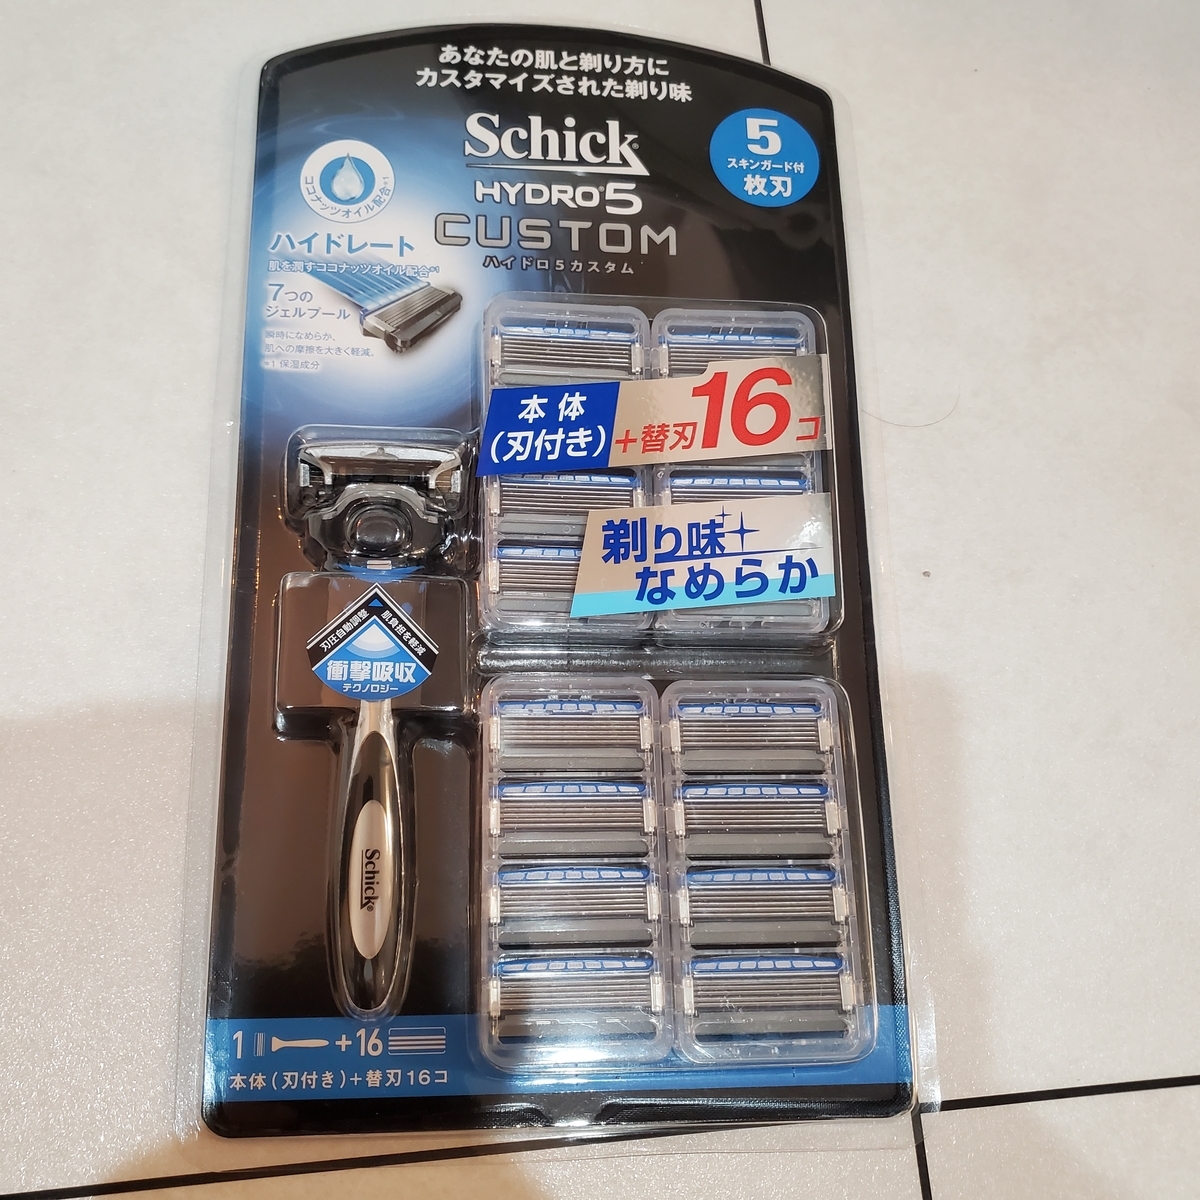 あなたの肌と剃り方に
カスタマイズされた剃り味
Schick
HYDRO 5
CUSTOM
ハイドロ5カスタム
5
スキンガード付
枚刃
ココナッツオイル配合*1
ハイドレート
肌を潤すココナッツオイル配合*1
7つの
ジェルプール
瞬時になめらか、
肌への摩擦を大きく軽減。
*1 保湿成分
本体
(刃付き)
+替刃16コ
剃り味
なめらか
刃圧自動調整
肌負担を軽減
衝撃吸収
テクノロジー
Schick
1 +16
本体(刃付き)+替刃16コ